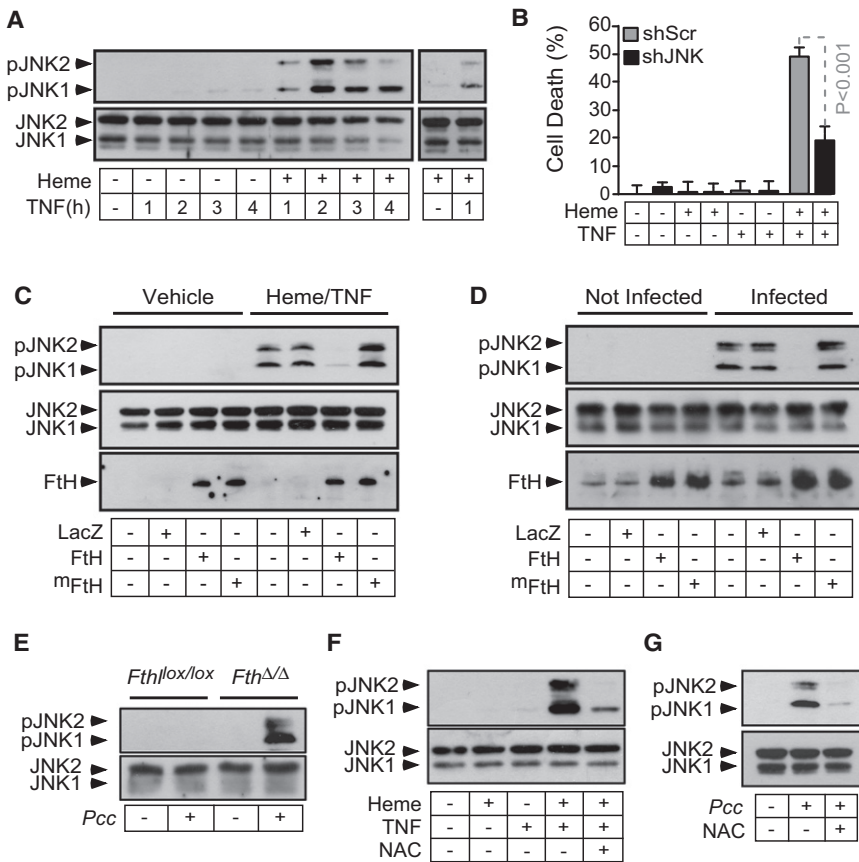 A
pJNK2
pJNK1
JNK2
JNK1
Heme - - - - - + + + + + +
TNF(h) - 1 2 3 4 1 2 3 4 - 1
B
Cell Death (%)
60
50
40
30
20
10
0
shScr
shJNK
P<0.001
Heme - - + + - - + +
TNF - - - - + + + +
C
Vehicle Heme/TNF
pJNK2
pJNK1
JNK2
JNK1
FtH
LacZ - + - - - + - -
FtH - - + - - - + -
mFtH - - - + - - - +
D
Not Infected Infected
pJNK2
pJNK1
JNK2
JNK1
FtH
LacZ - + - - - + - -
FtH - - + - - - + -
mFtH - - - + - - - +
E
Fthlox/lox FthΔ/Δ
pJNK2
pJNK1
JNK2
JNK1
Pcc - + - +
F
pJNK2
pJNK1
JNK2
JNK1
Heme - + - + +
TNF - - + + +
NAC - - - - +
G
pJNK2
pJNK1
JNK2
JNK1
Pcc - + +
NAC - - +